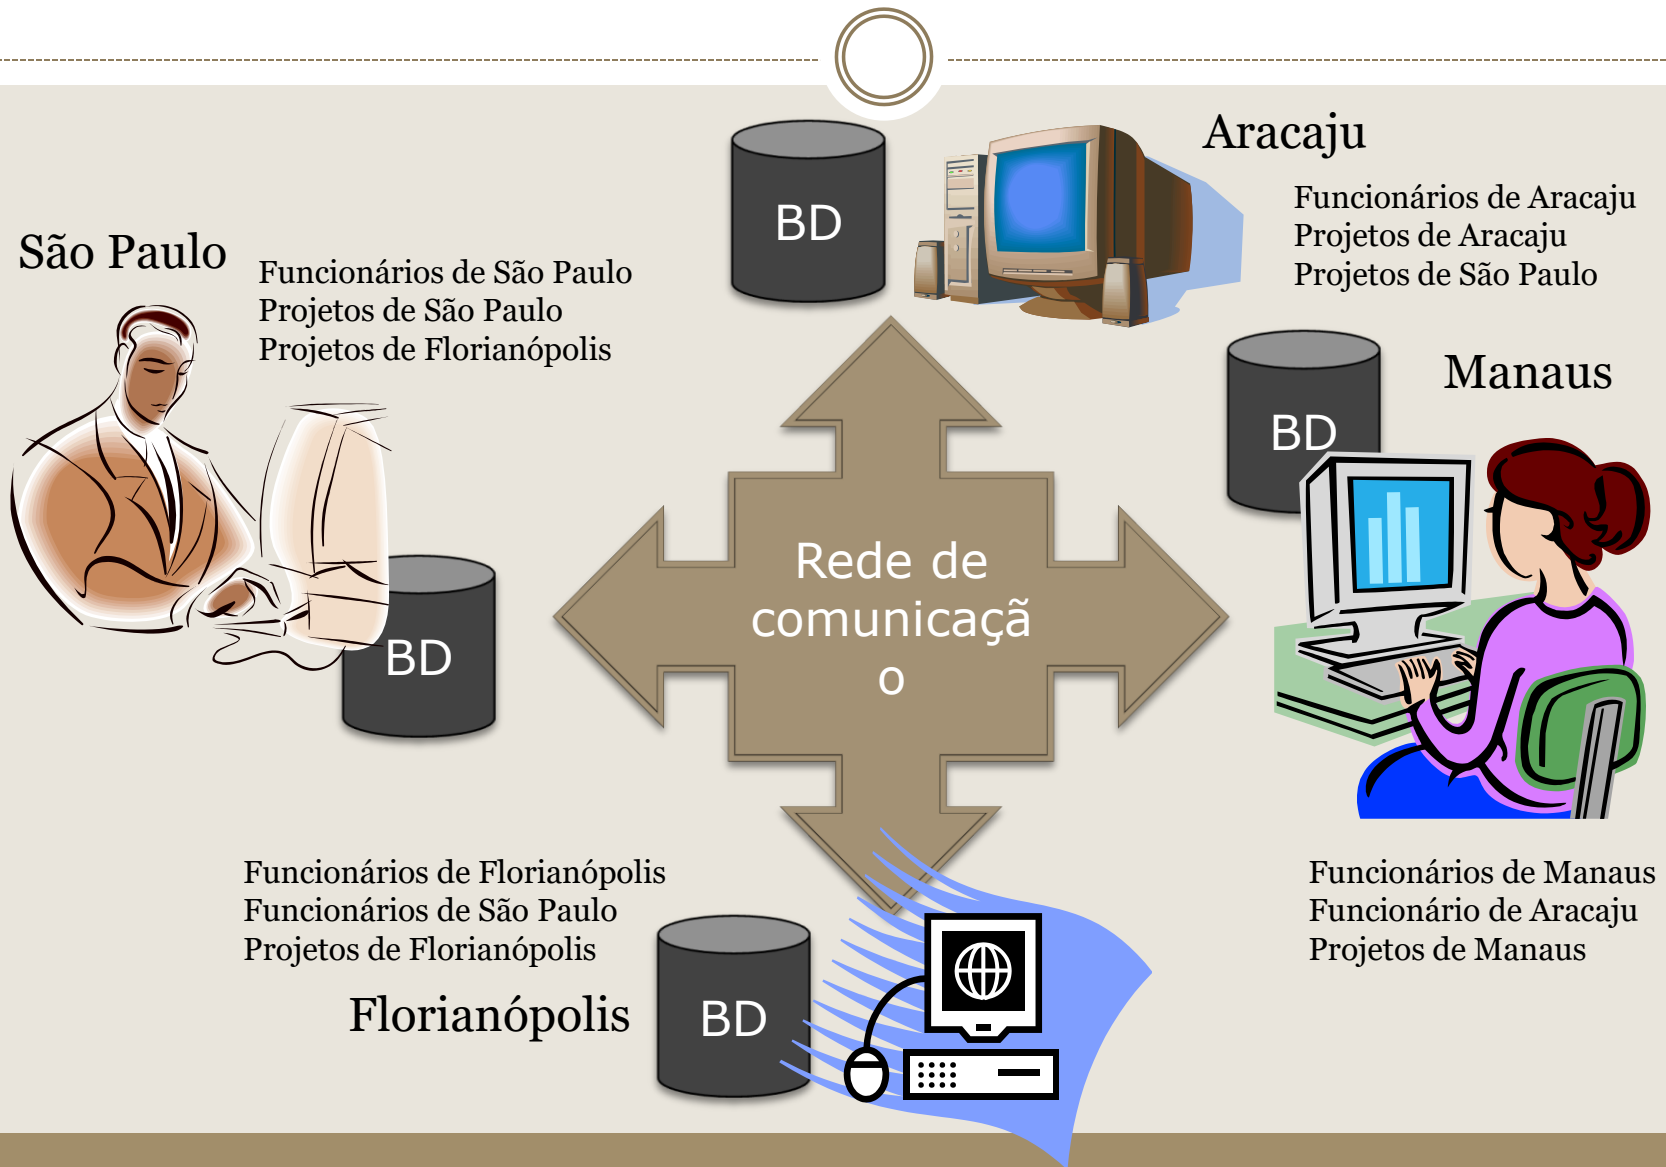 Aracaju
BD
Funcionários de Aracaju
Projetos de Aracaju
Projetos de São Paulo
São Paulo
Funcionários de São Paulo
Projetos de São Paulo
Projetos de Florianópolis
BD
Manaus
BD
Rede de
comunicaçã
o
Funcionários de Florianópolis
Funcionários de São Paulo
Projetos de Florianópolis
Florianópolis
BD
Funcionários de Manaus
Funcionário de Aracaju
Projetos de Manaus